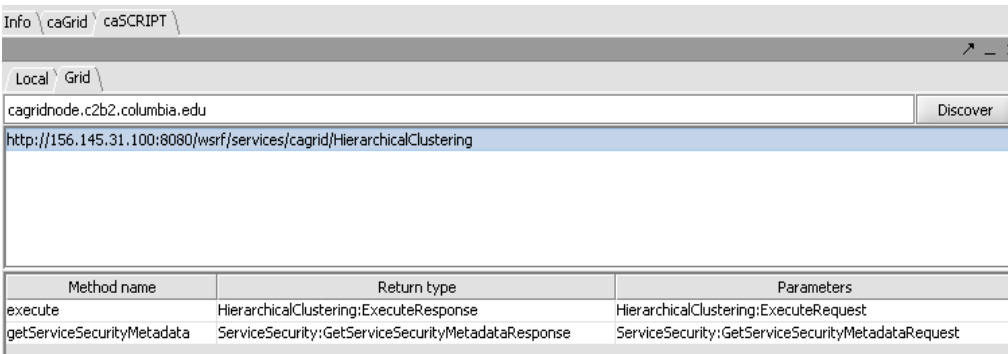 Info caGrid caSCRIPT
Local Grid
cagridnode.c2b2.columbia.edu Discover
http://156.145.31.100:8080/wsrf/services/cagrid/HierarchicalClustering
Method name Return type Parameters
execute HierarchicalClustering:ExecuteResponse HierarchicalClustering:ExecuteRequest
getServiceSecurityMetadata ServiceSecurity:GetServiceSecurityMetadataResponse ServiceSecurity:GetServiceSecurityMetadataRequest